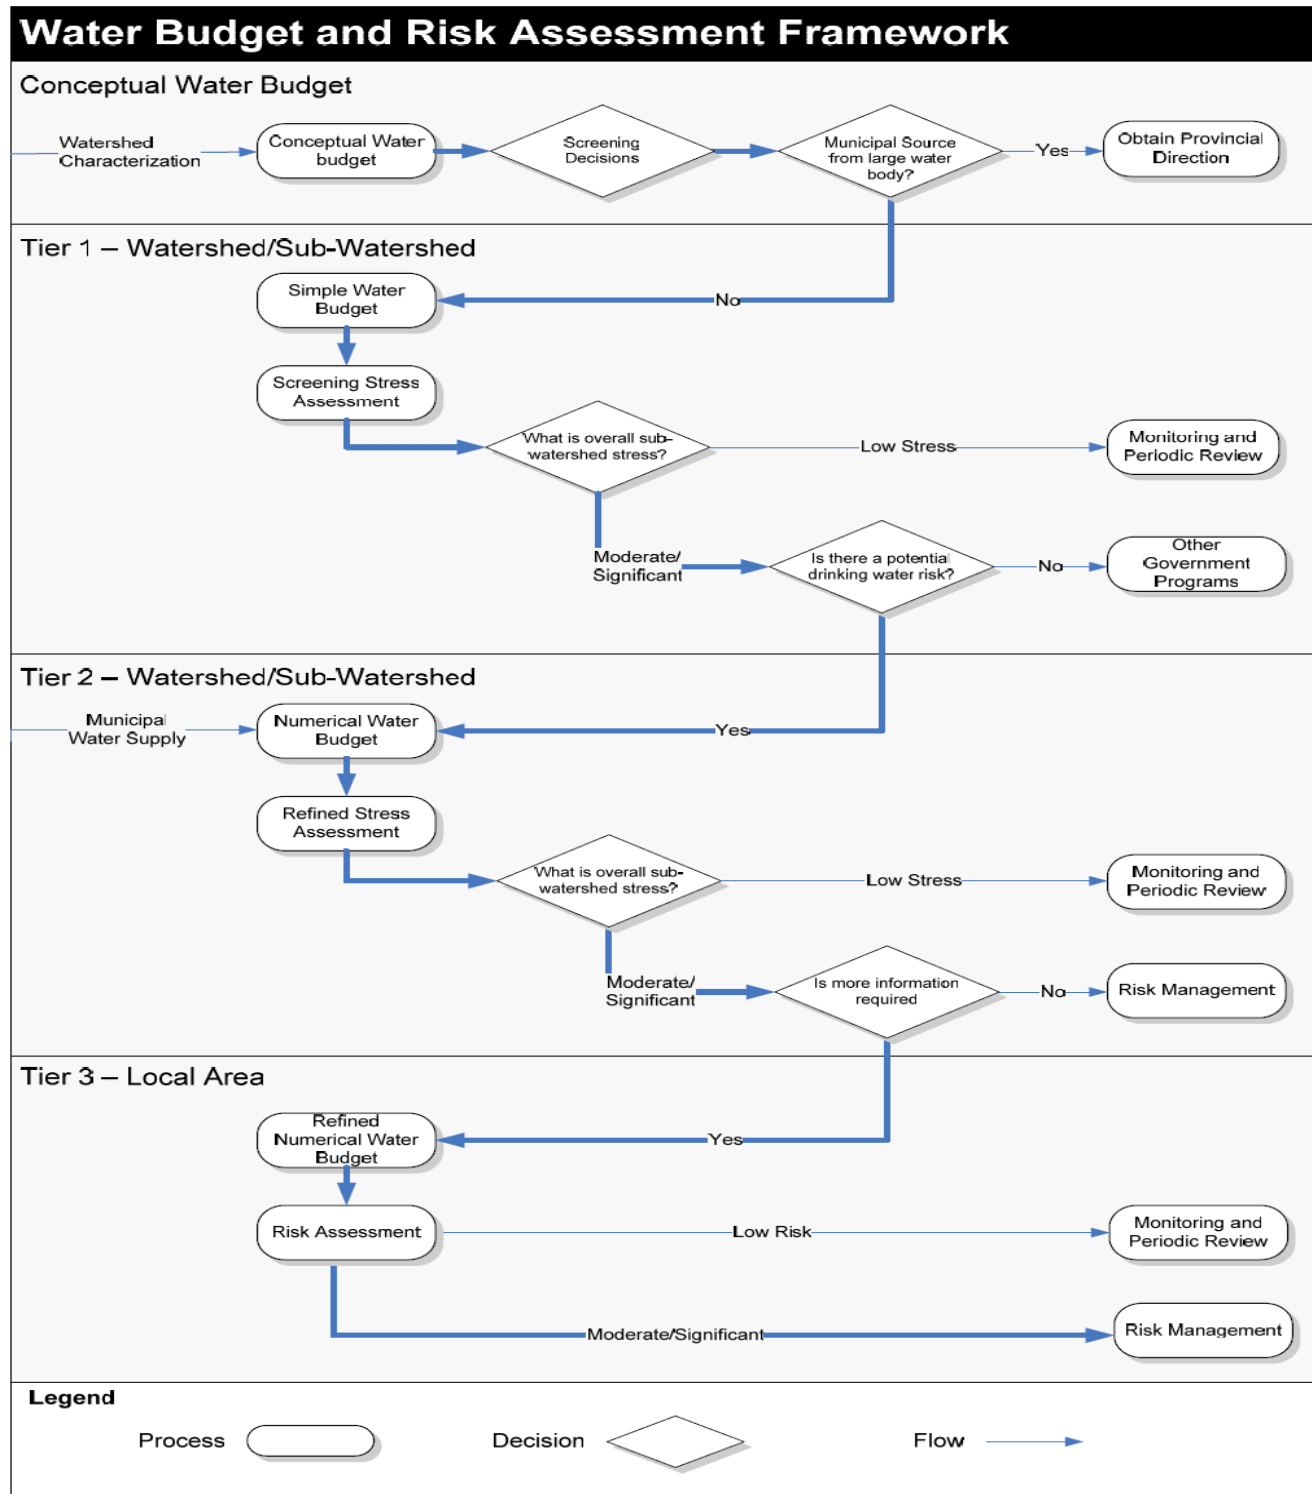 Water Budget and Risk Assessment Framework
Conceptual Water Budget
Watershed
Characterization
Conceptual Water
budget
Screening
Decisions
Municipal Source
from large water
body?
Yes
Obtain Provincial
Direction
Tier 1 – Watershed/Sub-Watershed
Simple Water
Budget
No
Screening Stress
Assessment
What is overall sub-
watershed stress?
Low Stress
Monitoring and
Periodic Review
Moderate/
Significant
Is there a potential
drinking water risk?
No
Other
Government
Programs
Tier 2 – Watershed/Sub-Watershed
Municipal
Water Supply
Numerical Water
Budget
Yes
Refined Stress
Assessment
What is overall sub-
watershed stress?
Low Stress
Monitoring and
Periodic Review
Moderate/
Significant
Is more information
required
No
Risk Management
Tier 3 – Local Area
Refined
Numerical Water
Budget
Yes
Risk Assessment
Low Risk
Monitoring and
Periodic Review
Moderate/Significant
Risk Management
Legend
Process
Decision
Flow